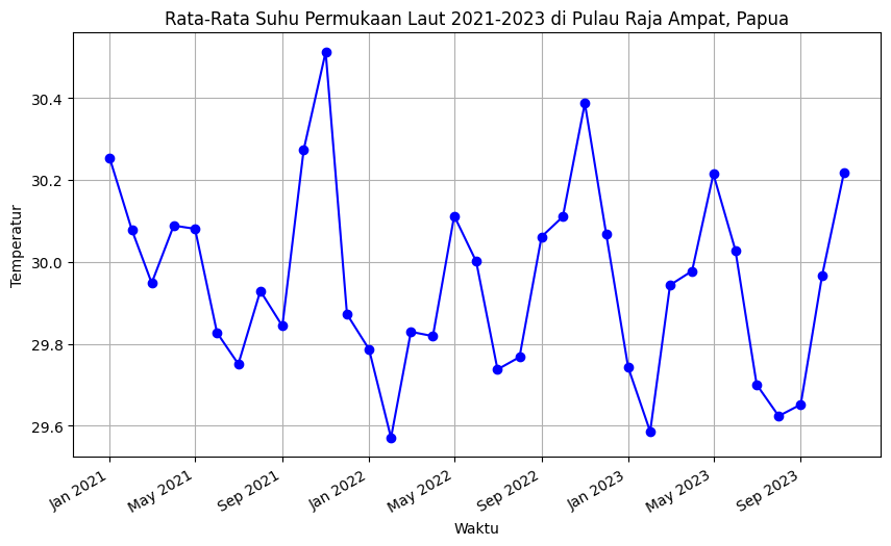 Rata-Rata Suhu Permukaan Laut 2021-2023 di Pulau Raja Ampat, Papua
Temperatur
30.4
30.2
30.0
29.8
29.6
Jan 2021
May 2021
Sep 2021
Jan 2022
May 2022
Sep 2022
Jan 2023
May 2023
Sep 2023
Waktu